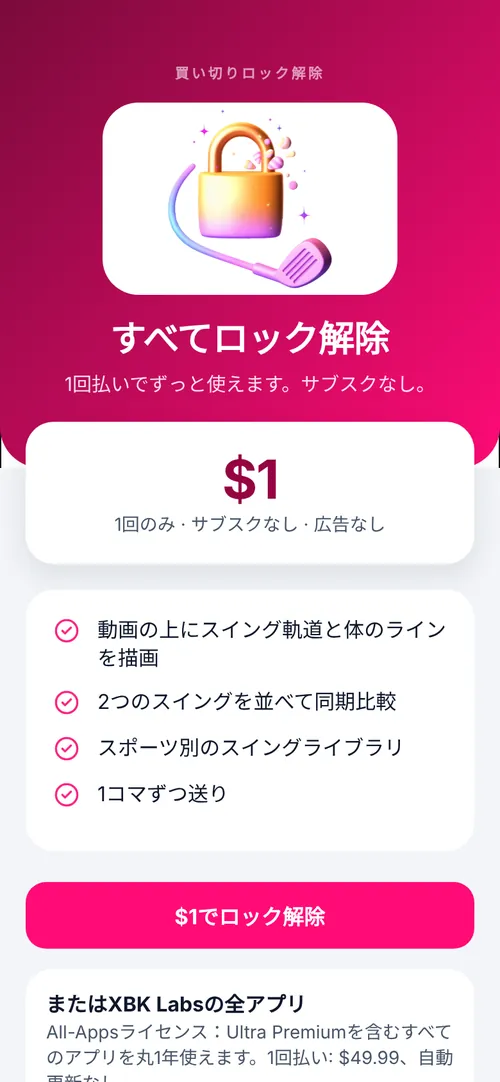 買い切りロック解除
すべてロック解除
1回払いでずっと使えます。サブスクなし。
$1
1回のみ · サブスクなし · 広告なし
動画の上にスイング軌道と体のライン
を描画
2つのスイングを並べて同期比較
スポーツ別のスイングライブラリ
1コマずつ送り
$1でロック解除
またはXBK Labsの全アプリ
All-Appsライセンス：Ultra Premiumを含むすべて
のアプリを丸1年使えます。1回払い: $49.99、自動
更新なし